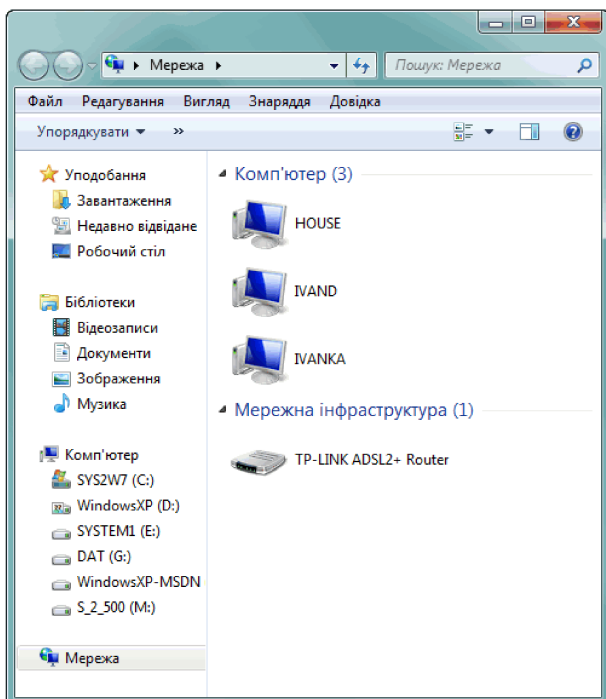 Мережа
Пошук: Мережа
Файл Редагування Вигляд Знаряддя Довідка
Упорядкувати »
Уподобання
Завантаження
Недавно відвідане
Робочий стіл
Бібліотеки
Відеозаписи
Документи
Зображення
Музика
Комп'ютер
SYS2W7 (C:)
WindowsXP (D:)
SYSTEM1 (E:)
DAT (G:)
WindowsXP-MSDN
S_2_500 (M:)
Мережа
Комп'ютер (3)
HOUSE
IVAND
IVANKA
Мережна інфраструктура (1)
TP-LINK ADSL2+ Router